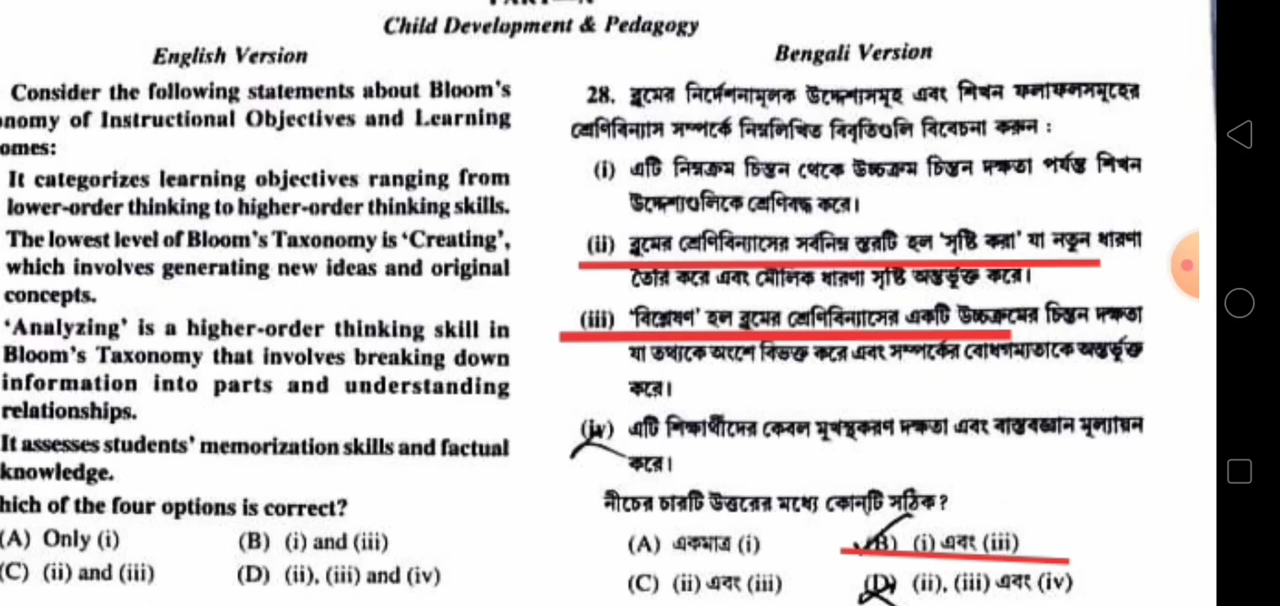 Child Development & Pedagogy
English Version
Bengali Version
Consider the following statements about Bloom's
nomy of Instructional Objectives and Learning
omes:
It categorizes learning objectives ranging from
lower-order thinking to higher-order thinking skills.
The lowest level of Bloom's Taxonomy is ‘Creating’,
which involves generating new ideas and original
concepts.
‘Analyzing’ is a higher-order thinking skill in
Bloom's Taxonomy that involves breaking down
information into parts and understanding
relationships.
It assesses students’ memorization skills and factual
knowledge.
hich of the four options is correct?
(A) Only (i)
(B) (i) and (iii)
(C) (ii) and (iii)
(D) (ii), (iii) and (iv)
28. ব্লুমের নির্দেশনামূলক উদ্দেশ্যসমূহ এবং শিখন ফলাফলসমূহের
শ্রেণিবিন্যাস সম্পর্কে নিম্নলিখিত বিবৃতিগুলি বিবেচনা করুন :
(i) এটি নিম্নক্রম চিন্তন থেকে উচ্চক্রম চিন্তন দক্ষতা পর্যন্ত শিখন
উদ্দেশ্যগুলিকে শ্রেণিবদ্ধ করে।
(ii) ব্লুমের শ্রেণিবিন্যাসের সর্বনিম্ন স্তরটি হল ‘সৃষ্টি করা’ যা নতুন ধারণা
তৈরি করে এবং মৌলিক ধারণা সৃষ্টি অন্তর্ভুক্ত করে।
(iii) ‘বিশ্লেষণ’ হল ব্লুমের শ্রেণিবিন্যাসের একটি উচ্চক্রমের চিন্তন দক্ষতা
যা তথ্যকে অংশে বিভক্ত করে এবং সম্পর্কের বোধগম্যতাকে অন্তর্ভুক্ত
করে।
(iv) এটি শিক্ষার্থীদের কেবল মুখস্থকরণ দক্ষতা এবং বাস্তবজ্ঞান মূল্যায়ন
করে।
নীচের চারটি উত্তরের মধ্যে কোন্‌টি সঠিক?
(A) একমাত্র (i)
(B) (i) এবং (iii)
(C) (ii) এবং (iii)
(D) (ii), (iii) এবং (iv)